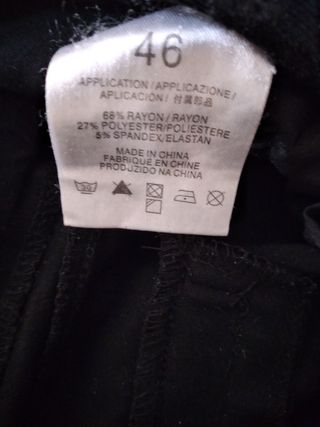 46
APPLICATION / APPLICAZIONE /
APLICACIÓN / 付属部品
68% RAYON / RAYON
27% POLYESTER/POLIESTERE
5% SPANDEX/ELASTAN
MADE IN CHINA
FABRIQUE EN CHINE
PRODUZIDO NA CHINA